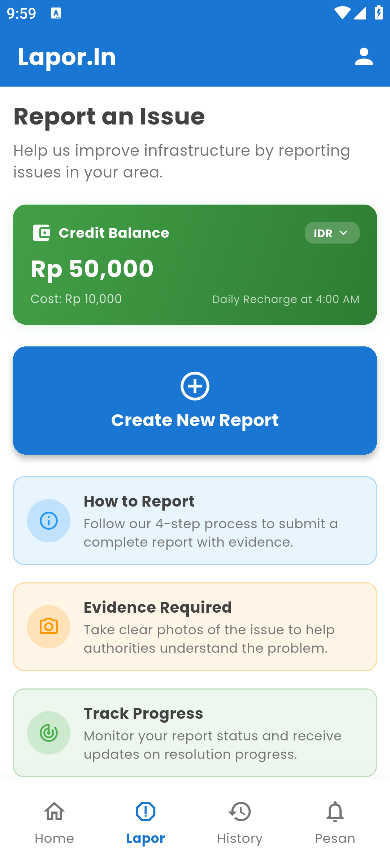 9:59
Lapor.In
Report an Issue
Help us improve infrastructure by reporting
issues in your area.
Credit Balance
IDR
Rp 50,000
Cost: Rp 10,000
Daily Recharge at 4:00 AM
Create New Report
How to Report
Follow our 4-step process to submit a
complete report with evidence.
Evidence Required
Take clear photos of the issue to help
authorities understand the problem.
Track Progress
Monitor your report status and receive
updates on resolution progress.
Home
Lapor
History
Pesan